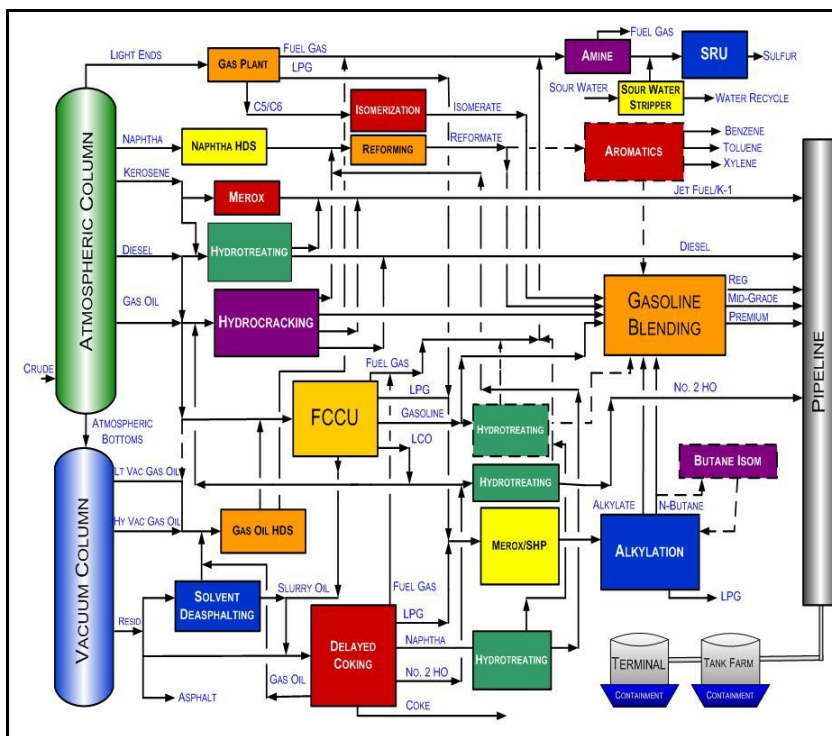 Fuel Gas
Fuel Gas
Light Ends
Gas Plant
LPG
Amine
SRU
Sulfur
C5/C6
Sour Water
Sour Water
Stripper
Water Recycle
Isomerization
Isomerate
Naphtha
Naphtha HDS
Reforming
Reformate
Aromatics
Benzene
Toluene
Xylene
Kerosene
Merox
Jet Fuel/K-1
Atmospheric Column
Diesel
Hydrotreating
Diesel
Gas Oil
Hydrocracking
Gasoline
Blending
Reg
Mid-Grade
Premium
Pipeline
Crude
Fuel Gas
FCCU
LPG
Gasoline
LCO
Hydrotreating
No. 2 HO
Atmospheric
Bottoms
Lt Vac Gas Oil
Hydrotreating
Butane Isom
Vacuum Column
Hy Vac Gas Oil
Gas Oil HDS
Merox/SHP
Alkylate
N-Butane
Alkylation
LPG
Solvent
Deasphalting
Slurry Oil
Fuel Gas
LPG
Resid
Delayed
Coking
Naphtha
Hydrotreating
No. 2 HO
Gas Oil
Asphalt
Coke
Terminal
Tank Farm
Containment
Containment